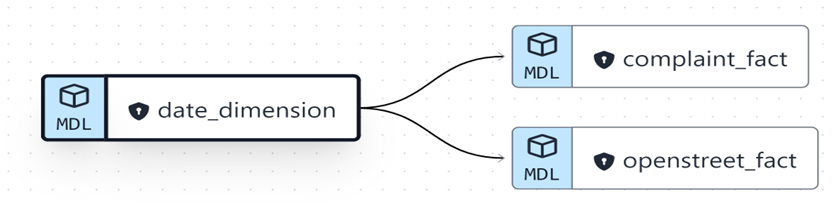 MDL date_dimension
MDL complaint_fact
MDL openstreet_fact